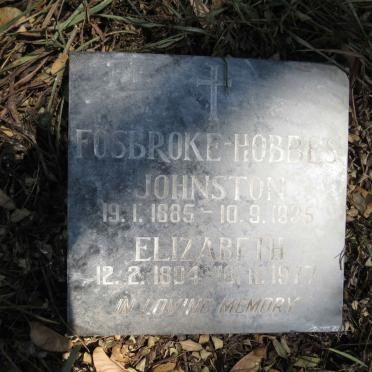 FOSBROKE-HOBBES
JOHNSTON
19.1.1885 - 10.9.1935
ELIZABETH
12.2.1894
IN LOVING MEMORY